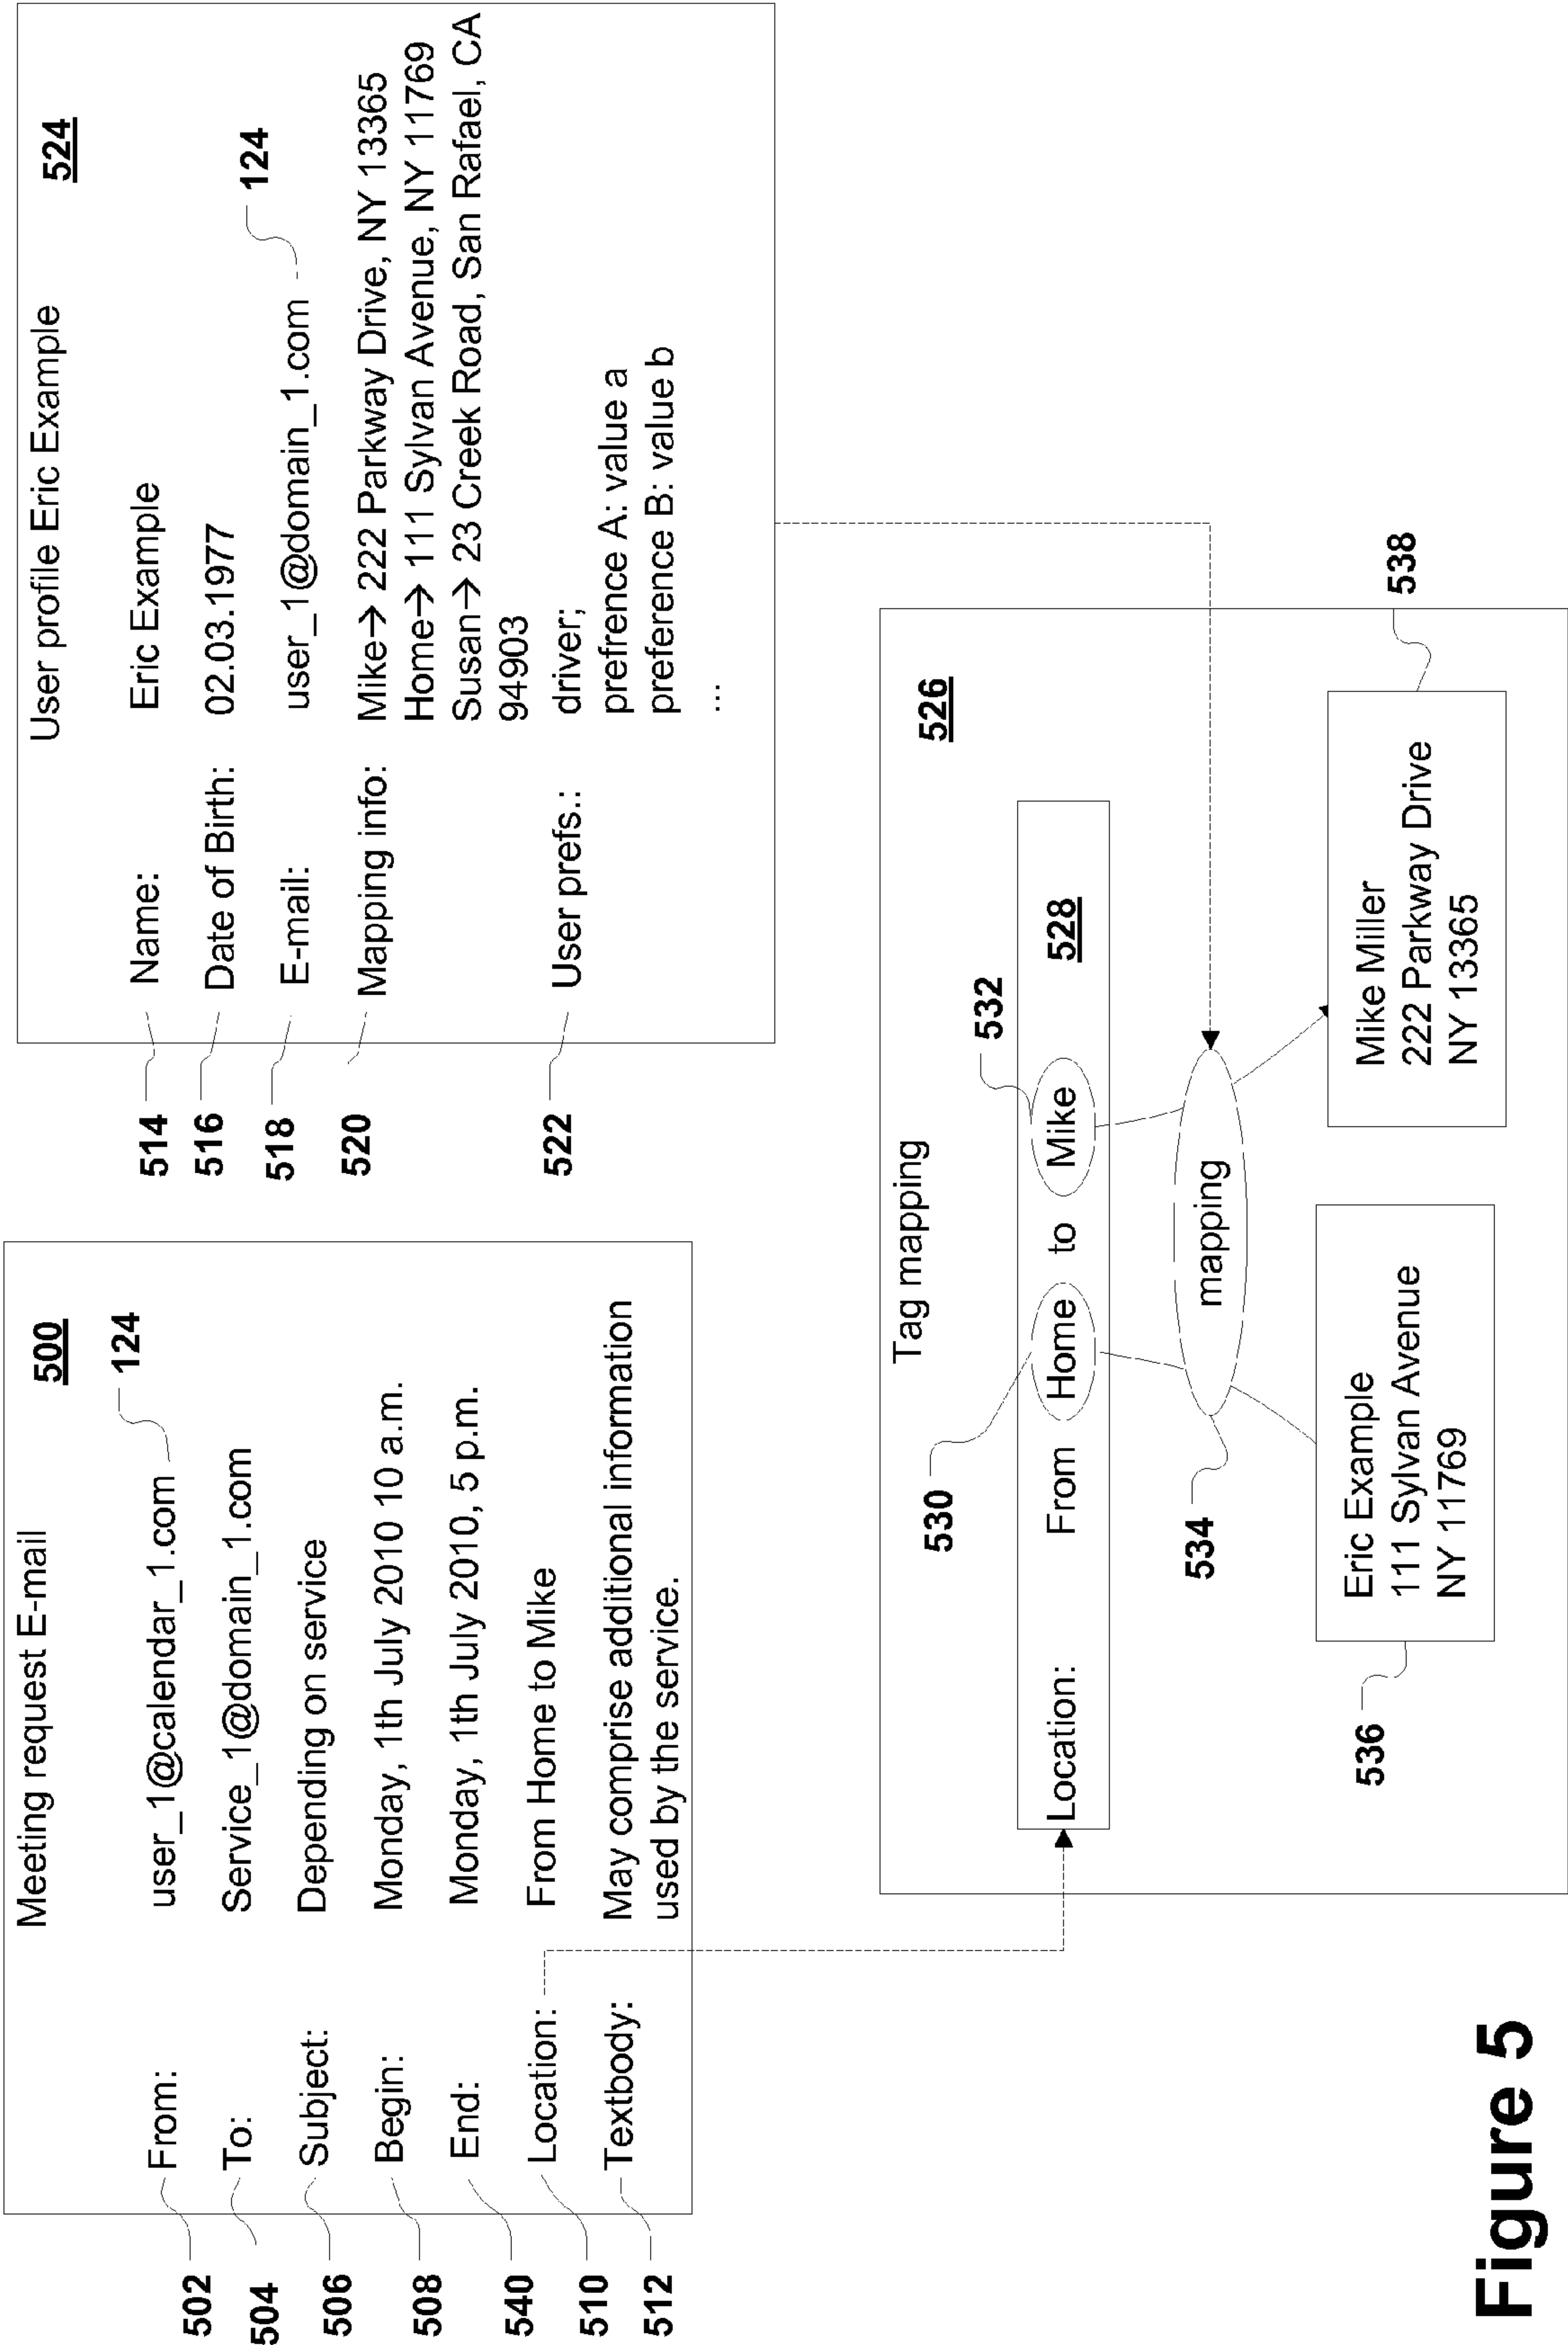 Meeting request E-mail
500
124
502 From: user_1@calendar_1.com
504 To: Service_1@domain_1.com
506 Subject: Depending on service
508 Begin: Monday, 1th July 2010 10 a.m.
540 End: Monday, 1th July 2010, 5 p.m.
510 Location: From Home to Mike
512 Textbody: May comprise additional information
used by the service.
User profile Eric Example
524
514 Name: Eric Example
516 Date of Birth: 02.03.1977
124
518 E-mail: user_1@domain_1.com
520 Mapping info: Mike→ 222 Parkway Drive, NY 13365
Home→ 111 Sylvan Avenue, NY 11769
Susan→ 23 Creek Road, San Rafael, CA
94903
522 User prefs.: driver;
prefrence A: value a
preference B: value b
...
Tag mapping
526
530
532
Location: From Home to Mike 528
534
mapping
536
Eric Example
111 Sylvan Avenue
NY 11769
Mike Miller
222 Parkway Drive
NY 13365
538
Figure 5